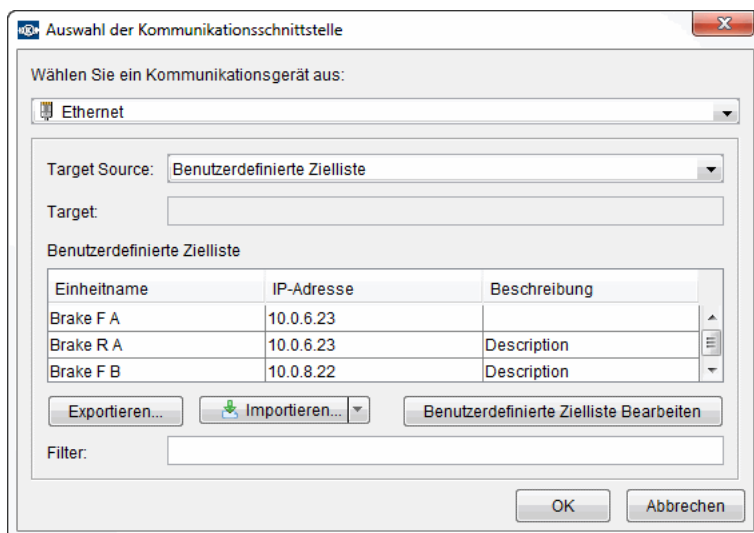 Auswahl der Kommunikationsschnittstelle
Wählen Sie ein Kommunikationsgerät aus:
Ethernet
Target Source: Benutzerdefinierte Zielliste
Target:
Benutzerdefinierte Zielliste
Einheitname IP-Adresse Beschreibung
Brake F A 10.0.6.23
Brake R A 10.0.6.23 Description
Brake F B 10.0.8.22 Description
Exportieren... Importieren... Benutzerdefinierte Zielliste Bearbeiten
Filter:
OK Abbrechen